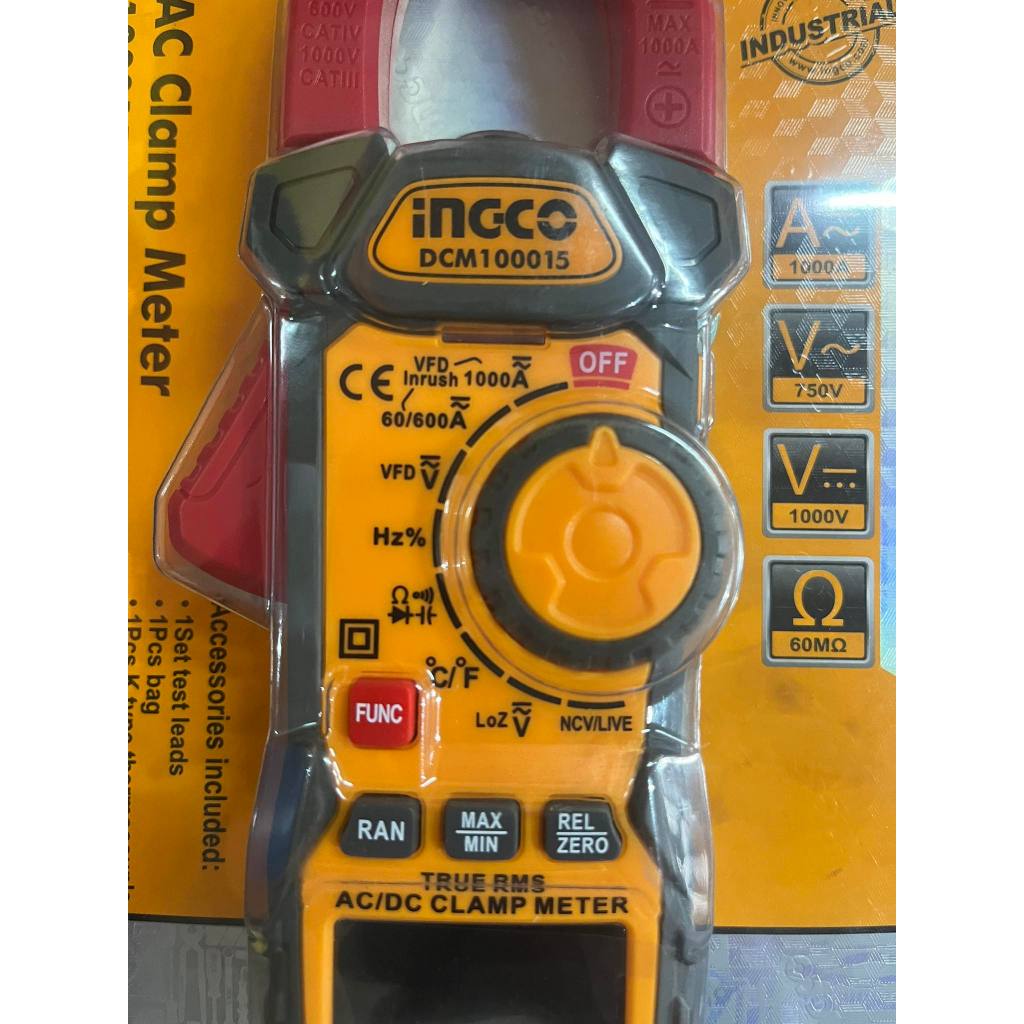 600V
CATIV
1000V
CATIII
MAX
1000A
INDUSTRIAL
AC Clamp Meter
INGCO
DCM100015
A~
1000A
V~
750V
V
1000V
Ω
60MΩ
CE
VFD
Inrush 1000A
60/600A
VFD V
Hz%
Ω
°C/°F
LoZ V
NCV/LIVE
OFF
FUNC
RAN
MAX
MIN
REL
ZERO
TRUE RMS
AC/DC CLAMP METER
Accessories included:
• 1Set test leads
• 1Pcs bag